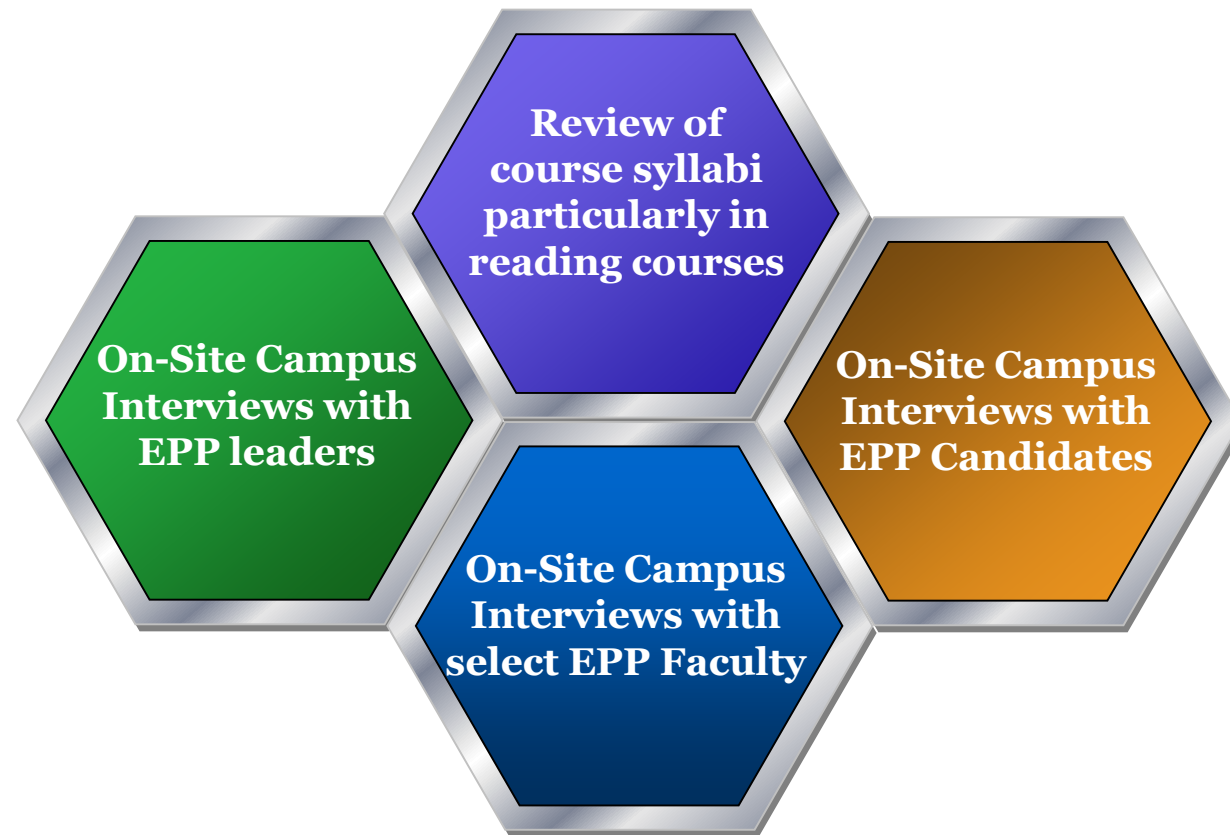 Review of
course syllabi
particularly in
reading courses
On-Site Campus
Interviews with
EPP leaders
On-Site Campus
Interviews with
EPP Candidates
On-Site Campus
Interviews with
select EPP Faculty